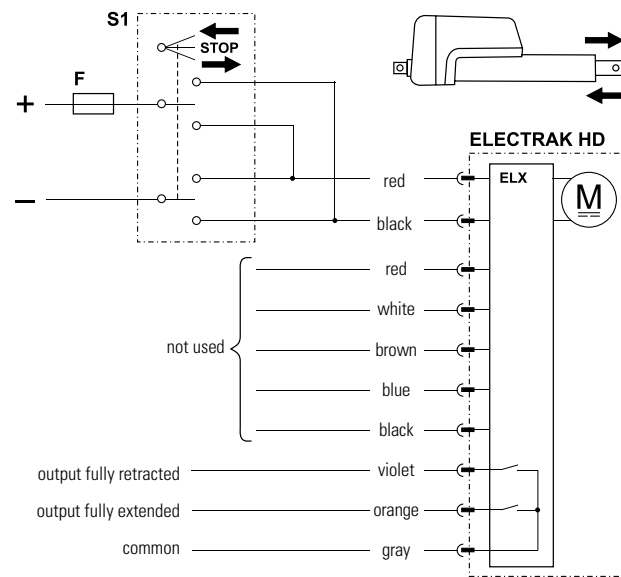 S1
STOP
F
+
−
ELECTRAK HD
ELX
M
red
black
red
white
not used
brown
blue
black
output fully retracted
violet
output fully extended
orange
common
gray